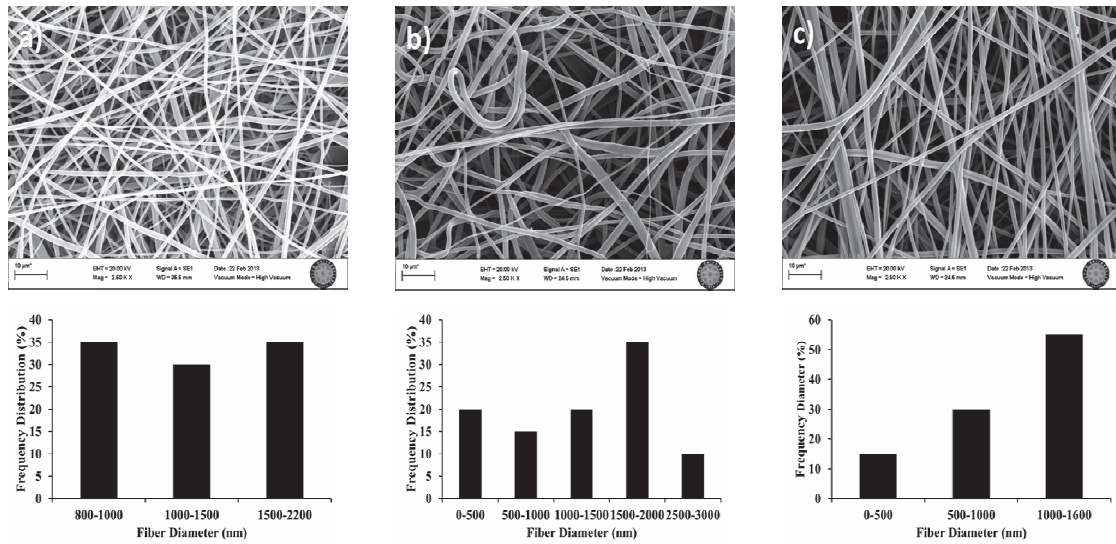 a)
b)
c)
10 µm*
EHT = 20.00 kV Signal A = SE1 Date :22 Feb 2013
Mag = 2.50 K X WD = 25.5 mm Vacuum Mode = High Vacuum
10 µm*
EHT = 20.00 kV Signal A = SE1 Date :22 Feb 2013
Mag = 2.50 K X WD = 24.5 mm Vacuum Mode = High Vacuum
10 µm*
EHT = 20.00 kV Signal A = SE1 Date :22 Feb 2013
Mag = 2.50 K X WD = 24.5 mm Vacuum Mode = High Vacuum
Frequency Distribution (%)
40
35
30
25
20
15
10
5
0
800-1000 1000-1500 1500-2200
Fiber Diameter (nm)
Frequency Distribution (%)
40
35
30
25
20
15
10
5
0
0-500 500-1000 1000-1500 1500-2000 2500-3000
Fiber Diameter (nm)
Frequency Diameter (%)
60
50
40
30
20
10
0
0-500 500-1000 1000-1600
Fiber Diameter (nm)